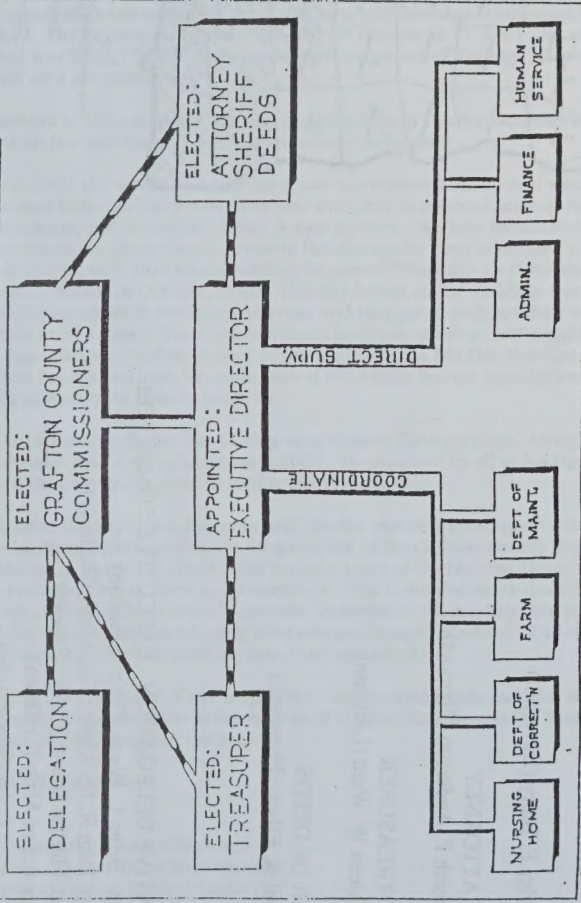 ELECTED:
DELEGATION
ELECTED:
GRAFTON COUNTY
COMMISSIONERS
ELECTED:
ATTORNEY
SHERIFF
DEEDS
ELECTED:
TREASURER
APPOINTED:
EXECUTIVE DIRECTOR
COORDINATE
DIRECT SUPV.
NURSING
HOME
DEPT OF
CORRECT'N
FARM
DEPT OF
MAINT.
ADMIN.
FINANCE
HUMAN
SERVICE